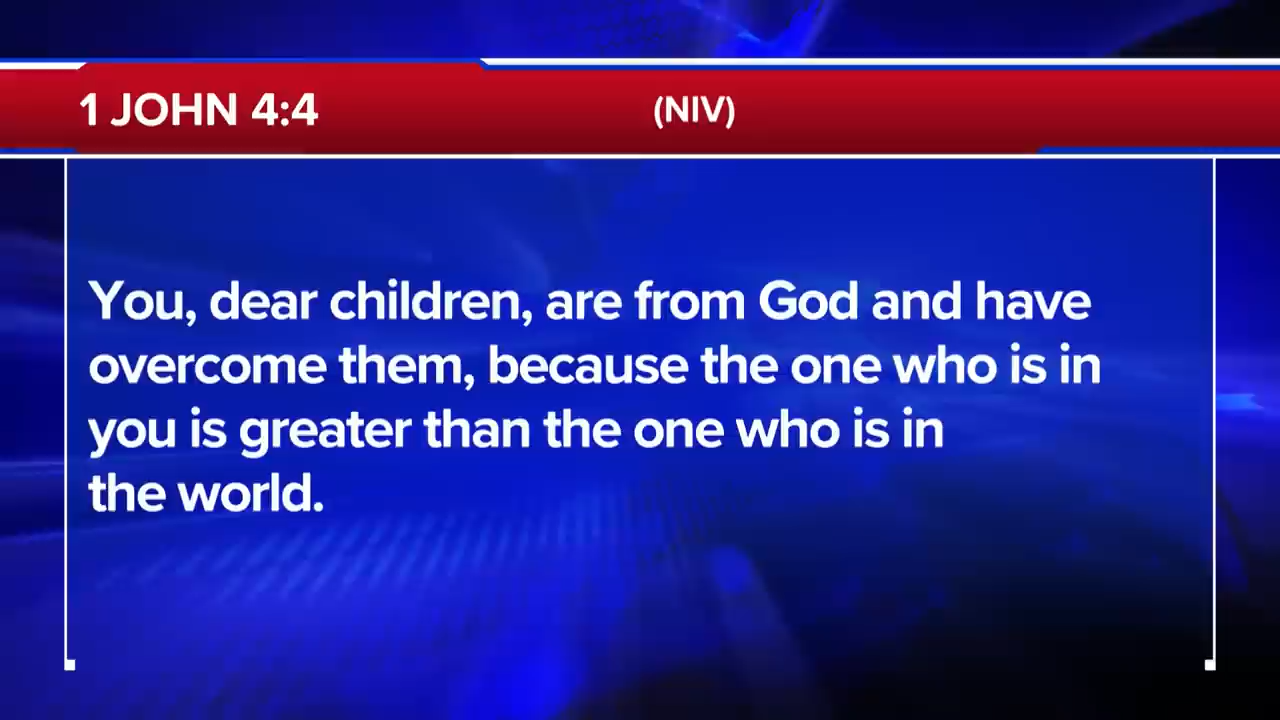 1 JOHN 4:4 (NIV)
You, dear children, are from God and have
overcome them, because the one who is in
you is greater than the one who is in
the world.